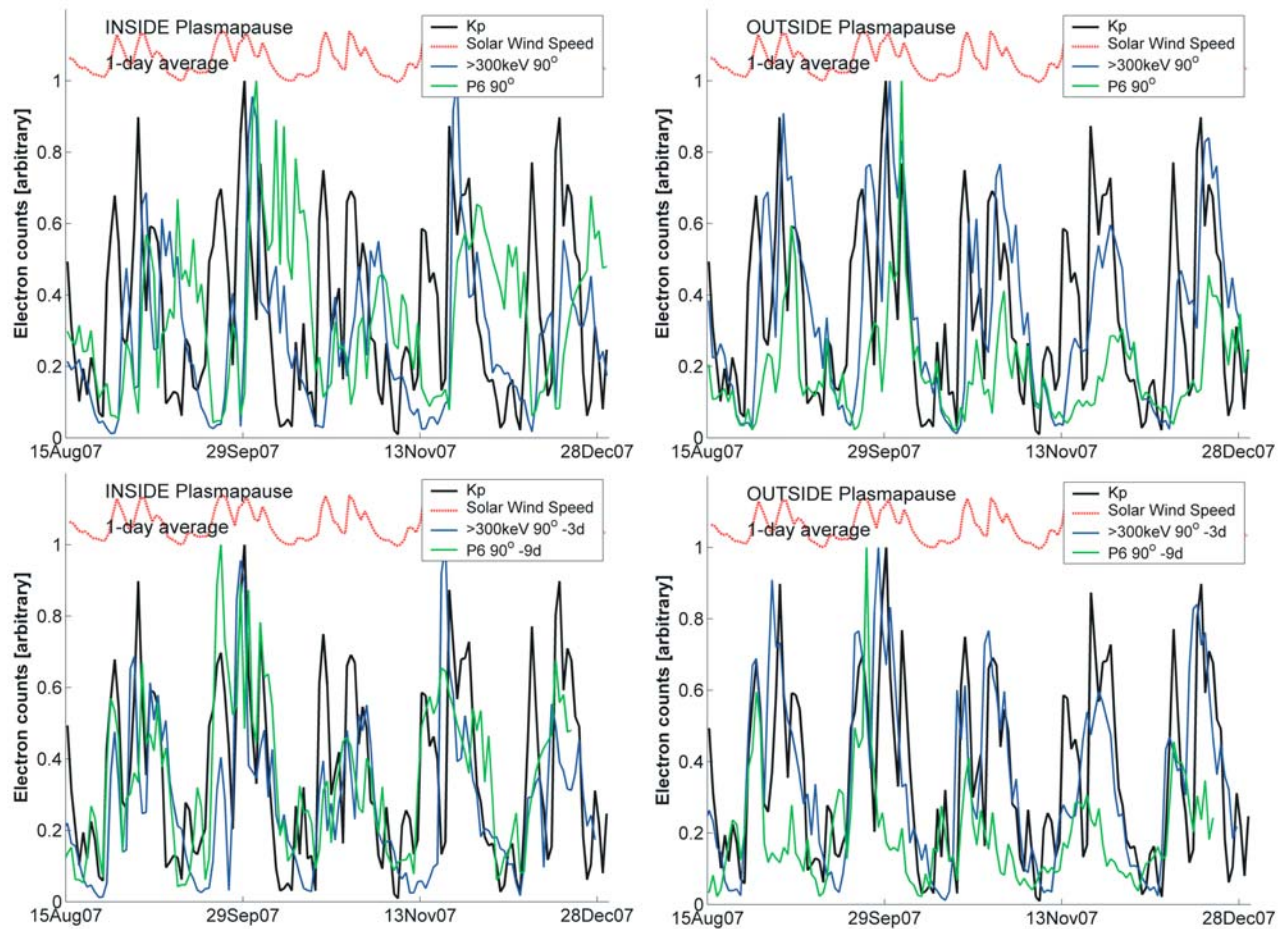 INSIDE Plasmapause
1-day average
Kp
Solar Wind Speed
>300keV 90°
P6 90°
Electron counts [arbitrary]
1
0.8
0.6
0.4
0.2
0
15Aug07 29Sep07 13Nov07 28Dec07
OUTSIDE Plasmapause
1-day average
Kp
Solar Wind Speed
>300keV 90°
P6 90°
Electron counts [arbitrary]
1
0.8
0.6
0.4
0.2
0
15Aug07 29Sep07 13Nov07 28Dec07
INSIDE Plasmapause
1-day average
Kp
Solar Wind Speed
>300keV 90° -3d
P6 90° -9d
Electron counts [arbitrary]
1
0.8
0.6
0.4
0.2
0
15Aug07 29Sep07 13Nov07 28Dec07
OUTSIDE Plasmapause
1-day average
Kp
Solar Wind Speed
>300keV 90° -3d
P6 90° -9d
Electron counts [arbitrary]
1
0.8
0.6
0.4
0.2
0
15Aug07 29Sep07 13Nov07 28Dec07